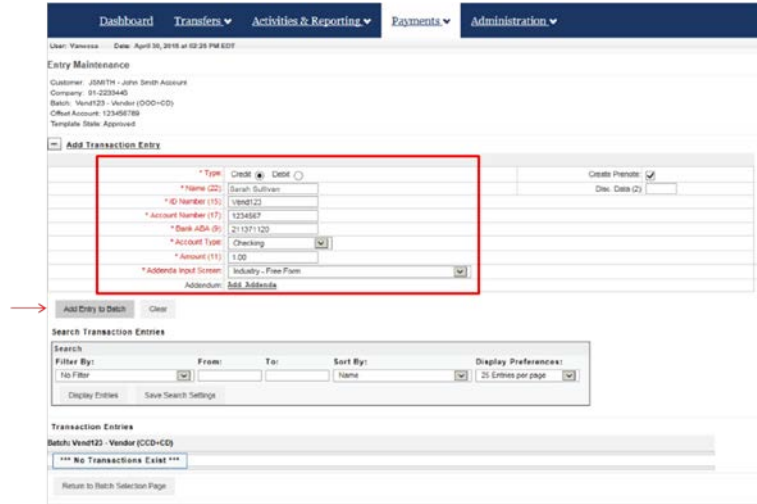 Dashboard Transfers Activities & Reporting Payments Administration
User: Vanessa Date: April 30, 2018 at 02:26 PM EDT
Entry Maintenance
Customer: JSMITH - John Smith Account
Company: 01-2233445
Batch: Vend123 - Vendor (CCD+CD)
Offset Account: 123456789
Template State: Approved
Add Transaction Entry
* Type: Credit Debit Create Prenote:
* Name (22): Sarah Sullivan Disc. Data (2):
* ID Number (15): Vend123
* Account Number (17): 1234567
* Bank ABA (9): 211371120
* Account Type: Checking
* Amount (11): 1.00
* Addenda Input Screen: Industry - Free Form
Addendum: Add Addenda
Add Entry to Batch Clear
Search Transaction Entries
Search
Filter By: From: To: Sort By: Display Preferences:
No Filter Name 25 Entries per page
Display Entries Save Search Settings
Transaction Entries
Batch: Vend123 - Vendor (CCD+CD)
*** No Transactions Exist ***
Return to Batch Selection Page